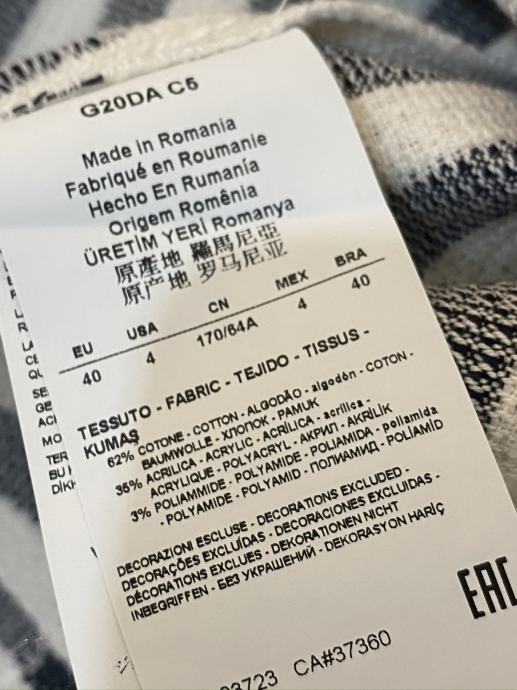 G20DA C5
Made in Romania
Fabriqué en Roumanie
Hecho En Rumanía
Origem Romênia
ÜRETİM YERİ Romanya
原產地 羅馬尼亞
原产地 罗马尼亚
EU USA CN MEX BRA
40 4 170/64A 4 40
TESSUTO - FABRIC - TEJIDO - TISSUS -
KUMAŞ
62% COTONE - COTTON - ALGODÃO - algodón - COTON -
BAUMWOLLE - ХЛОПОК - PAMUK
35% ACRILICA - ACRYLIC - ACRÍLICA - acrílica -
ACRYLIQUE - POLYACRYL - АКРИЛ - AKRİLİK
3% POLIAMMIDE - POLYAMIDE - POLIAMIDA - Poliamida
- POLYAMIDE - POLYAMID - ПОЛИАМИД - POLİAMİD
DECORAZIONI ESCLUSE - DECORATIONS EXCLUDED -
DECORAÇÕES EXCLUÍDAS - DECORACIONES EXCLUIDAS -
DÉCORATIONS EXCLUES - DEKORATIONEN NICHT
INBEGRIFFEN - БЕЗ УКРАШЕНИЙ - DEKORASYON HARİÇ
EAC
03723 CA#37360